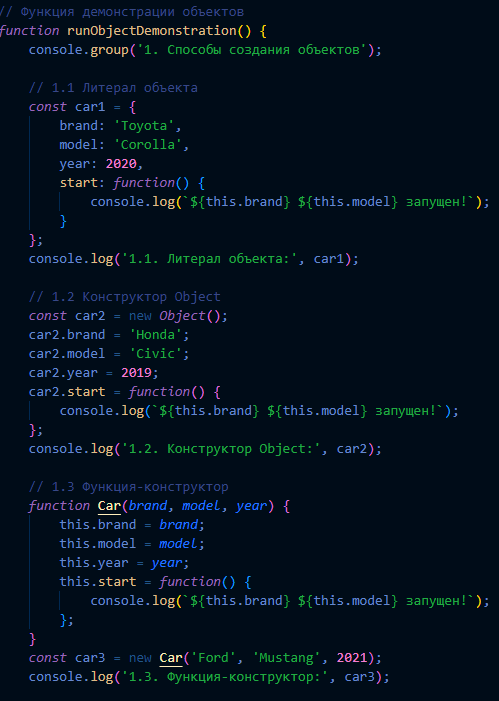 // Функция демонстрации объектов
function runObjectDemonstration() {
    console.group('1. Способы создания объектов');

    // 1.1 Литерал объекта
    const car1 = {
        brand: 'Toyota',
        model: 'Corolla',
        year: 2020,
        start: function() {
            console.log(`${this.brand} ${this.model} запущен!`);
        }
    };
    console.log('1.1. Литерал объекта:', car1);

    // 1.2 Конструктор Object
    const car2 = new Object();
    car2.brand = 'Honda';
    car2.model = 'Civic';
    car2.year = 2019;
    car2.start = function() {
        console.log(`${this.brand} ${this.model} запущен!`);
    };
    console.log('1.2. Конструктор Object:', car2);

    // 1.3 Функция-конструктор
    function Car(brand, model, year) {
        this.brand = brand;
        this.model = model;
        this.year = year;
        this.start = function() {
            console.log(`${this.brand} ${this.model} запущен!`);
        };
    }
    const car3 = new Car('Ford', 'Mustang', 2021);
    console.log('1.3. Функция-конструктор:', car3);